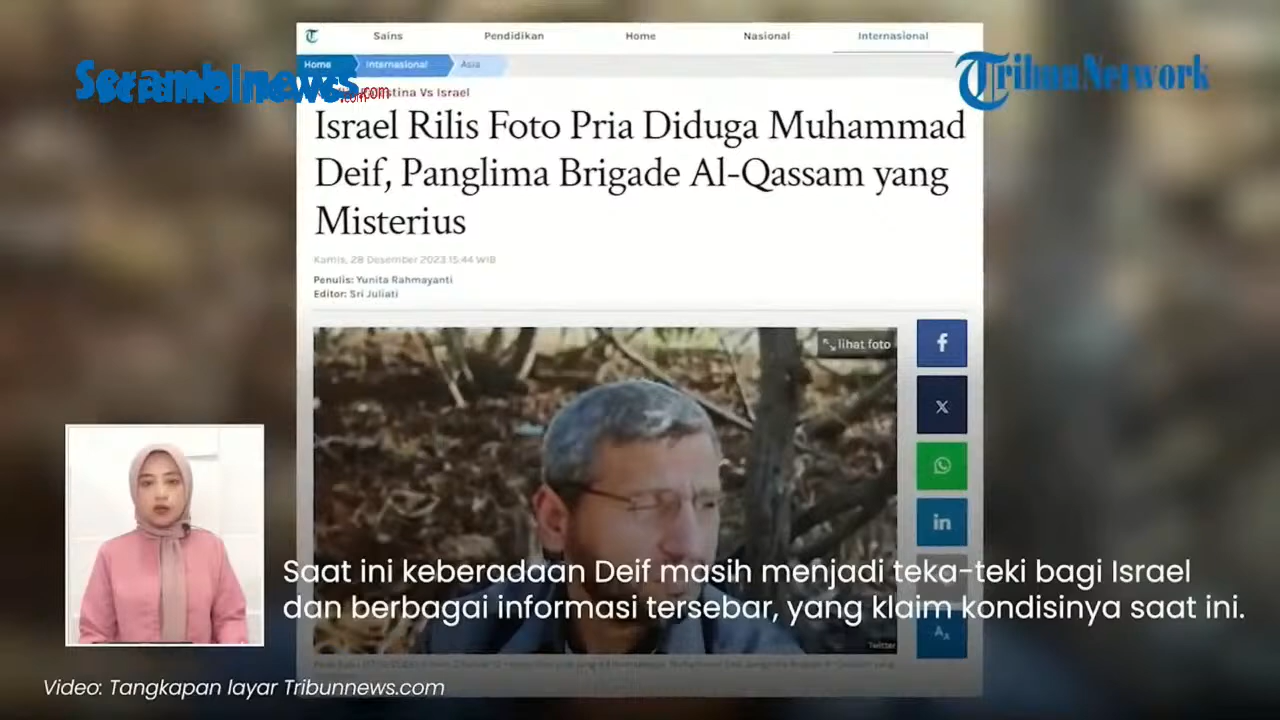 Sains Pendidikan Home Nasional Internasional
Home Internasional Asia
Serambinews.com
TribunNetwork
stina Vs Israel
Israel Rilis Foto Pria Diduga Muhammad
Deif, Panglima Brigade Al-Qassam yang
Misterius
Kamis, 28 Desember 2023 15:44 WIB
Penulis: Yunita Rahmayanti
Editor: Sri Juliati
lihat foto
Saat ini keberadaan Deif masih menjadi teka-teki bagi Israel
dan berbagai informasi tersebar, yang klaim kondisinya saat ini.
Twitter
Video: Tangkapan layar Tribunnews.com